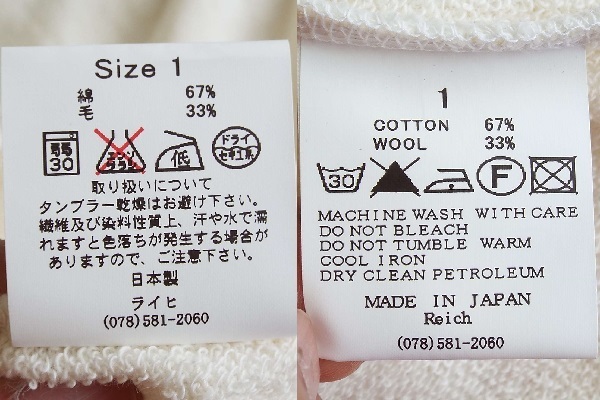 Size 1
綿 67%
毛 33%
30
エンソサラシ
低
ドライ
セキユ系
取り扱いについて
タンブラー乾燥はお避け下さい。
繊維及び染料性質上、汗や水で濡
れますと色落ちが発生する場合が
ありますので、ご注意下さい。
日本製
ライヒ
(078)581-2060
1
COTTON 67%
WOOL 33%
30
F
MACHINE WASH WITH CARE
DO NOT BLEACH
DO NOT TUMBLE WARM
COOL IRON
DRY CLEAN PETROLEUM
MADE IN JAPAN
Reich
(078)581-2060